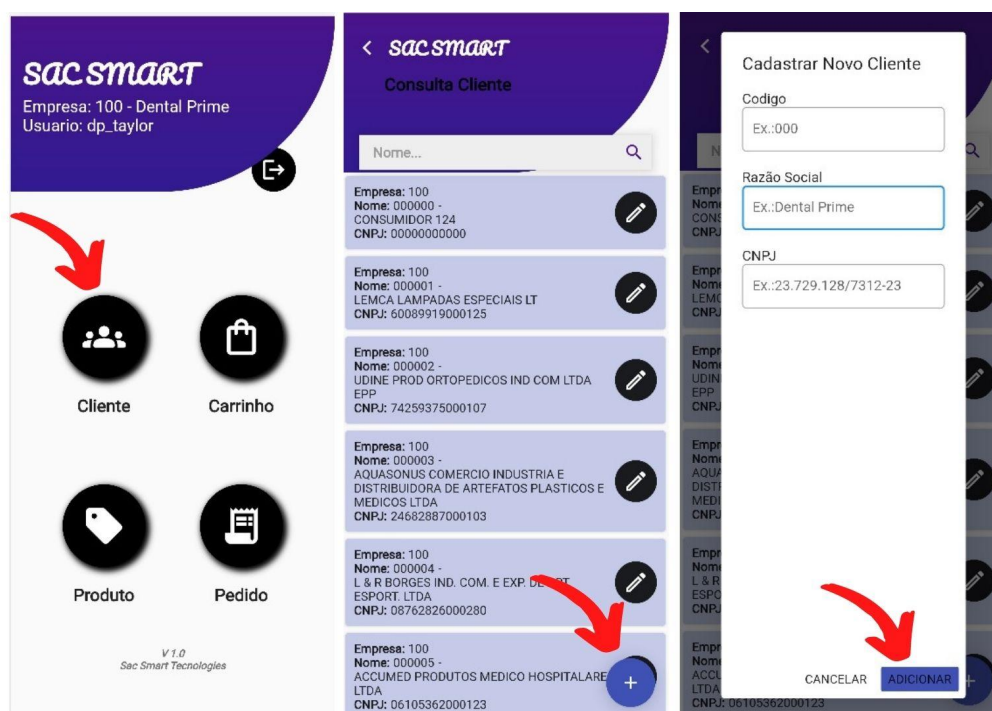 SAC SMART
Empresa: 100 - Dental Prime
Usuario: dp_taylor
Cliente
Carrinho
Produto
Pedido
V 1.0
Sac Smart Tecnologies
SAC SMART
Consulta Cliente
Nome...
Empresa: 100
Nome: 000000 -
CONSUMIDOR 124
CNPJ: 00000000000
Empresa: 100
Nome: 000001 -
LEMCA LAMPADAS ESPECIAIS LT
CNPJ: 60089919000125
Empresa: 100
Nome: 000002 -
UDINE PROD ORTOPEDICOS IND COM LTDA
EPP
CNPJ: 74259375000107
Empresa: 100
Nome: 000003 -
AQUASONUS COMERCIO INDUSTRIA E
DISTRIBUIDORA DE ARTEFATOS PLASTICOS E
MEDICOS LTDA
CNPJ: 24682887000103
Empresa: 100
Nome: 000004 -
L & R BORGES IND. COM. E EXP.
ESPORT. LTDA
CNPJ: 08762826000280
Empresa: 100
Nome: 000005 -
ACCUMED PRODUTOS MEDICO HOSPITALARE
LTDA
CNPJ: 06105362000123
Cadastrar Novo Cliente
Codigo
Ex.:000
Razão Social
Ex.:Dental Prime
CNPJ
Ex.:23.729.128/7312-23
CANCELAR
ADICIONAR
CNPJ: 06105362000123